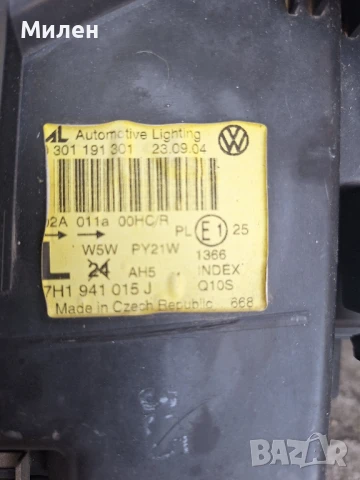 Милен
AL Automotive Lighting
301 191 301 23.09.04
02A 011a 00HC/R PL E1 25
W5W PY21W 1366
L 24 AH5 INDEX
7H1 941 015 J Q10S
Made in Czech Republic 668
BAZAR
bg